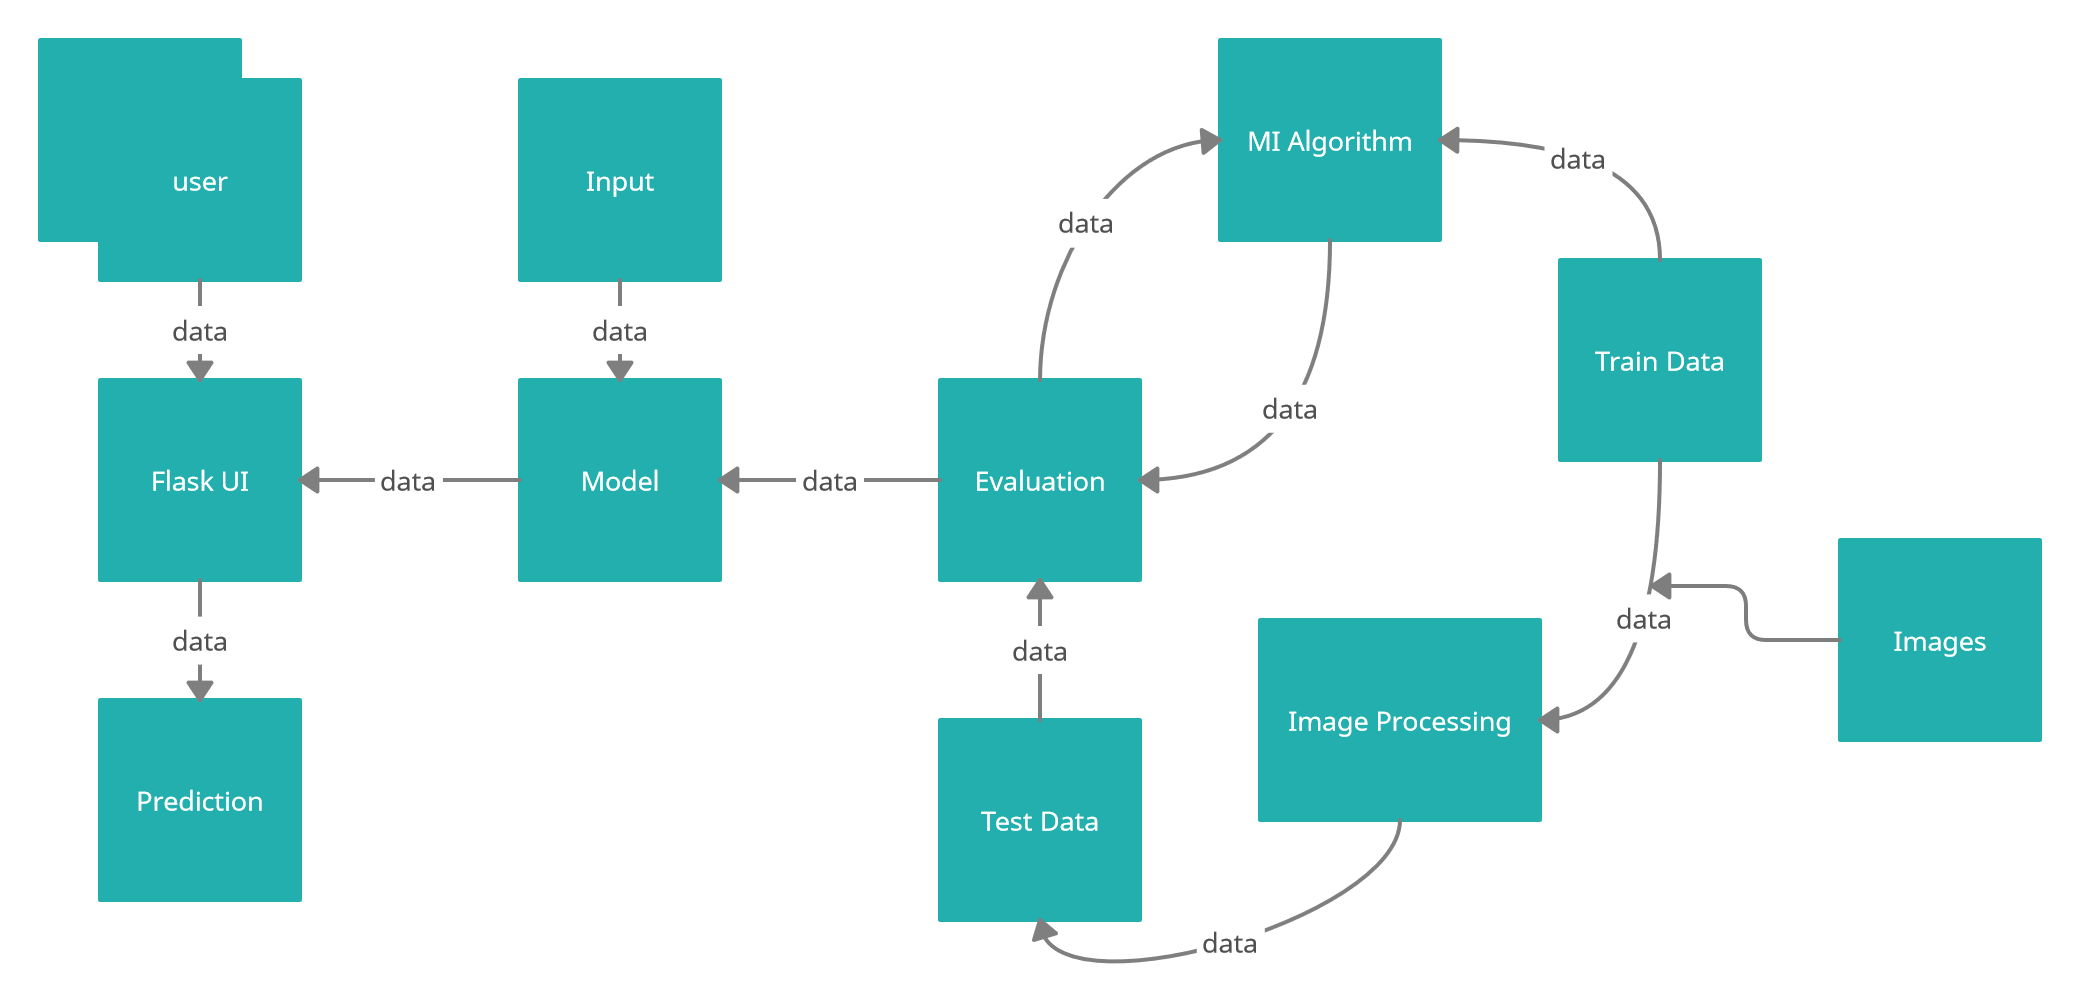 user
Input
MI Algorithm
data
data
data
data
Train Data
data
Flask UI
data
Model
data
Evaluation
data
data
data
Images
Image Processing
Prediction
Test Data
data